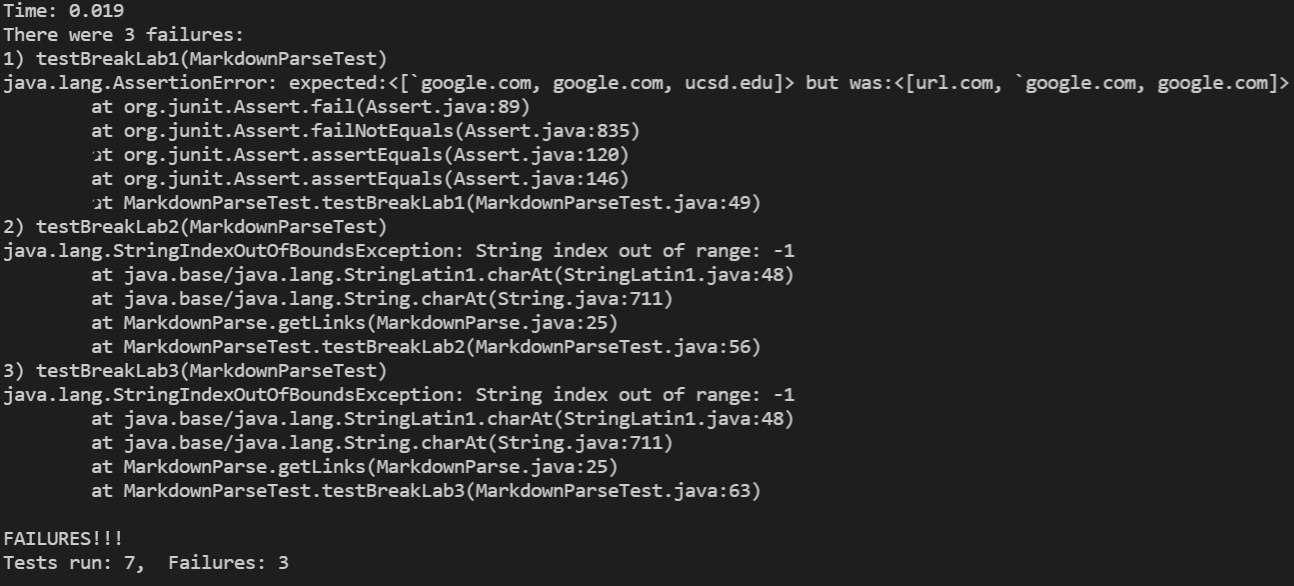 Time: 0.019
There were 3 failures:
1) testBreakLab1(MarkdownParseTest)
java.lang.AssertionError: expected:<[`google.com, google.com, ucsd.edu]> but was:<[url.com, `google.com, google.com]>
        at org.junit.Assert.fail(Assert.java:89)
        at org.junit.Assert.failNotEquals(Assert.java:835)
        at org.junit.Assert.assertEquals(Assert.java:120)
        at org.junit.Assert.assertEquals(Assert.java:146)
        at MarkdownParseTest.testBreakLab1(MarkdownParseTest.java:49)
2) testBreakLab2(MarkdownParseTest)
java.lang.StringIndexOutOfBoundsException: String index out of range: -1
        at java.base/java.lang.StringLatin1.charAt(StringLatin1.java:48)
        at java.base/java.lang.String.charAt(String.java:711)
        at MarkdownParse.getLinks(MarkdownParse.java:25)
        at MarkdownParseTest.testBreakLab2(MarkdownParseTest.java:56)
3) testBreakLab3(MarkdownParseTest)
java.lang.StringIndexOutOfBoundsException: String index out of range: -1
        at java.base/java.lang.StringLatin1.charAt(StringLatin1.java:48)
        at java.base/java.lang.String.charAt(String.java:711)
        at MarkdownParse.getLinks(MarkdownParse.java:25)
        at MarkdownParseTest.testBreakLab3(MarkdownParseTest.java:63)

FAILURES!!!
Tests run: 7,  Failures: 3